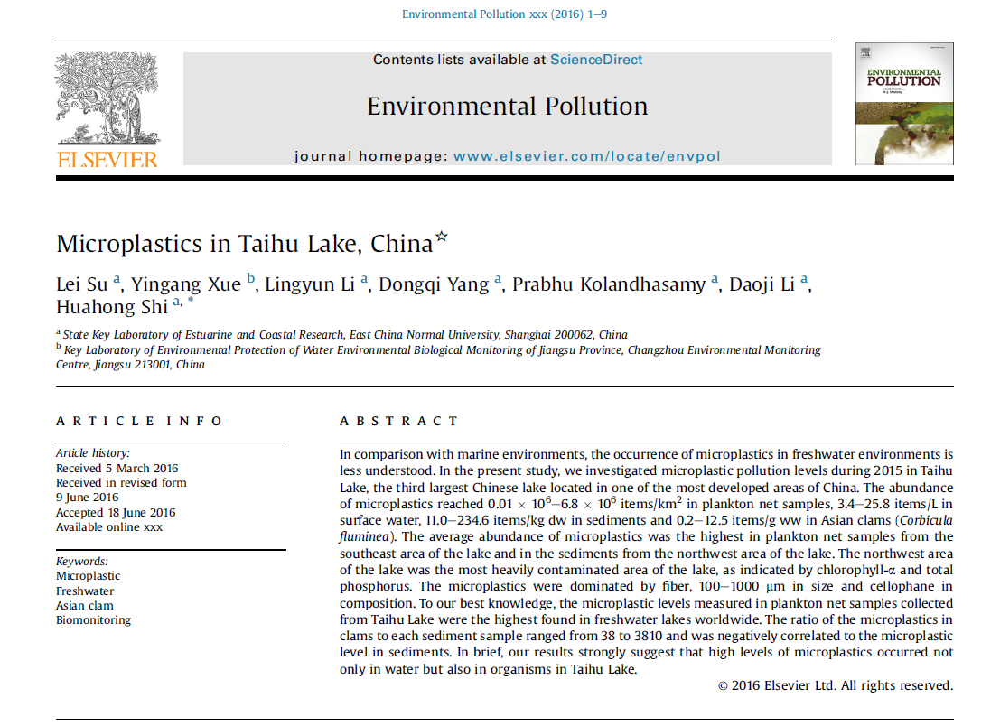 Environmental Pollution xxx (2016) 1–9
Contents lists available at ScienceDirect
Environmental Pollution
journal homepage: www.elsevier.com/locate/envpol
ELSEVIER
ENVIRONMENTAL
POLLUTION
Microplastics in Taihu Lake, China☆
Lei Su a, Yingang Xue b, Lingyun Li a, Dongqi Yang a, Prabhu Kolandhasamy a, Daoji Li a,
Huahong Shi a, *
a State Key Laboratory of Estuarine and Coastal Research, East China Normal University, Shanghai 200062, China
b Key Laboratory of Environmental Protection of Water Environmental Biological Monitoring of Jiangsu Province, Changzhou Environmental Monitoring
Centre, Jiangsu 213001, China
ARTICLE INFO
Article history:
Received 5 March 2016
Received in revised form
9 June 2016
Accepted 18 June 2016
Available online xxx
Keywords:
Microplastic
Freshwater
Asian clam
Biomonitoring
ABSTRACT
In comparison with marine environments, the occurrence of microplastics in freshwater environments is
less understood. In the present study, we investigated microplastic pollution levels during 2015 in Taihu
Lake, the third largest Chinese lake located in one of the most developed areas of China. The abundance
of microplastics reached 0.01 × 10⁶–6.8 × 10⁶ items/km² in plankton net samples, 3.4–25.8 items/L in
surface water, 11.0–234.6 items/kg dw in sediments and 0.2–12.5 items/g ww in Asian clams (Corbicula
fluminea). The average abundance of microplastics was the highest in plankton net samples from the
southeast area of the lake and in the sediments from the northwest area of the lake. The northwest area
of the lake was the most heavily contaminated area of the lake, as indicated by chlorophyll-α and total
phosphorus. The microplastics were dominated by fiber, 100–1000 μm in size and cellophane in
composition. To our best knowledge, the microplastic levels measured in plankton net samples collected
from Taihu Lake were the highest found in freshwater lakes worldwide. The ratio of the microplastics in
clams to each sediment sample ranged from 38 to 3810 and was negatively correlated to the microplastic
level in sediments. In brief, our results strongly suggest that high levels of microplastics occurred not
only in water but also in organisms in Taihu Lake.
© 2016 Elsevier Ltd. All rights reserved.